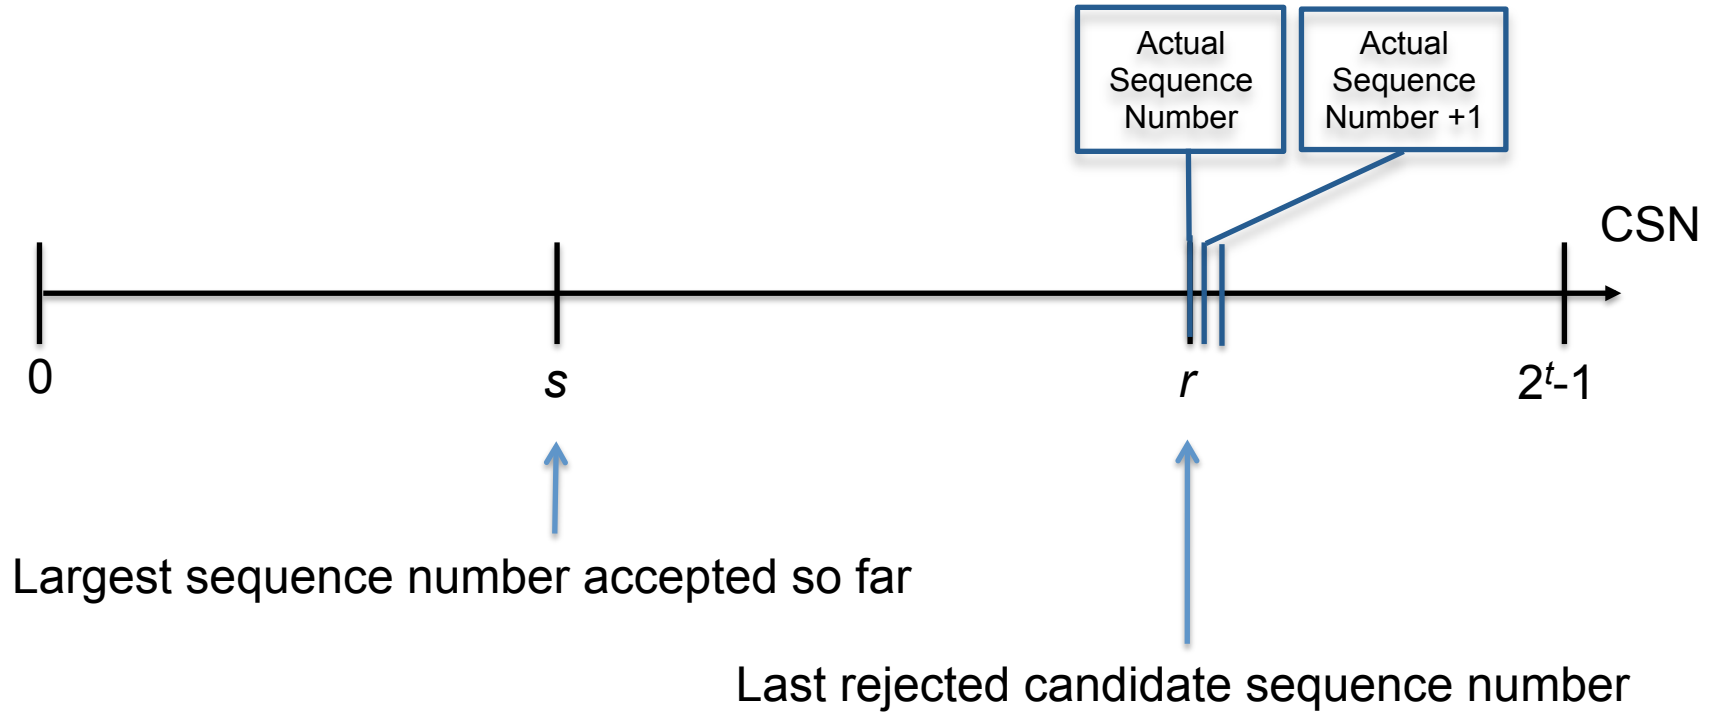 Actual
Sequence
Number
Actual
Sequence
Number +1
CSN
0
s
r
2ᵗ-1
Largest sequence number accepted so far
Last rejected candidate sequence number